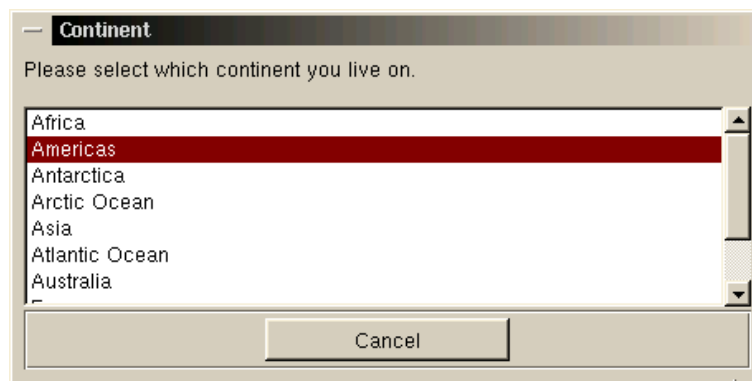 Continent
Please select which continent you live on.
Africa
Americas
Antarctica
Arctic Ocean
Asia
Atlantic Ocean
Australia
Cancel